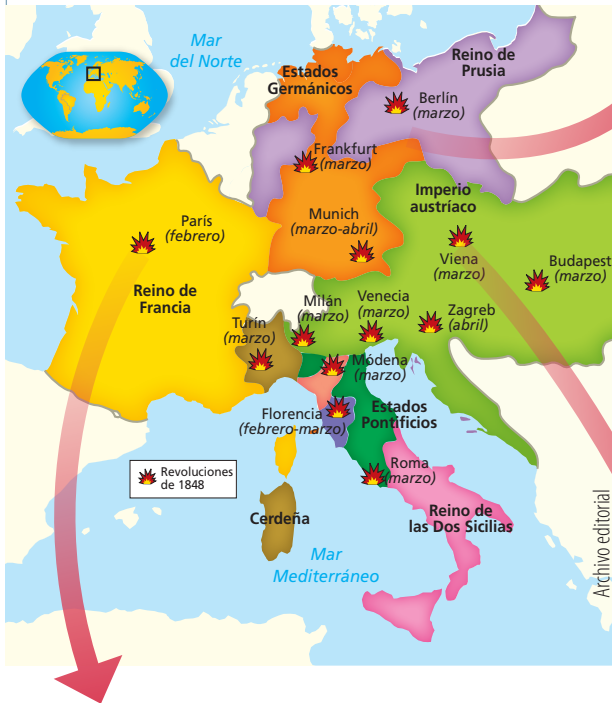 Mar
del Norte
Reino de
Prusia
Estados
Germánicos
Berlín
(marzo)
Frankfurt
(marzo)
Imperio
austríaco
París
(febrero)
Munich
(marzo-abril)
Viena
(marzo)
Budapest
(marzo)
Reino de
Francia
Milán
(marzo)
Venecia
(marzo)
Zagreb
(abril)
Turín
(marzo)
Módena
(marzo)
Florencia
(febrero-marzo)
Estados
Pontificios
Roma
(marzo)
Revoluciones
de 1848
Cerdeña
Reino de
las Dos Sicilias
Mar
Mediterráneo
Archivo editorial